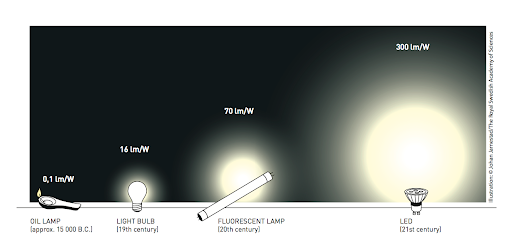 300 lm/W
70 lm/W
16 lm/W
0,1 lm/W
OIL LAMP
(approx. 15 000 B.C.)
LIGHT BULB
(19th century)
FLUORESCENT LAMP
(20th century)
LED
(21st century)
Illustration: © Johan Jarnestad/The Royal Swedish Academy of Sciences